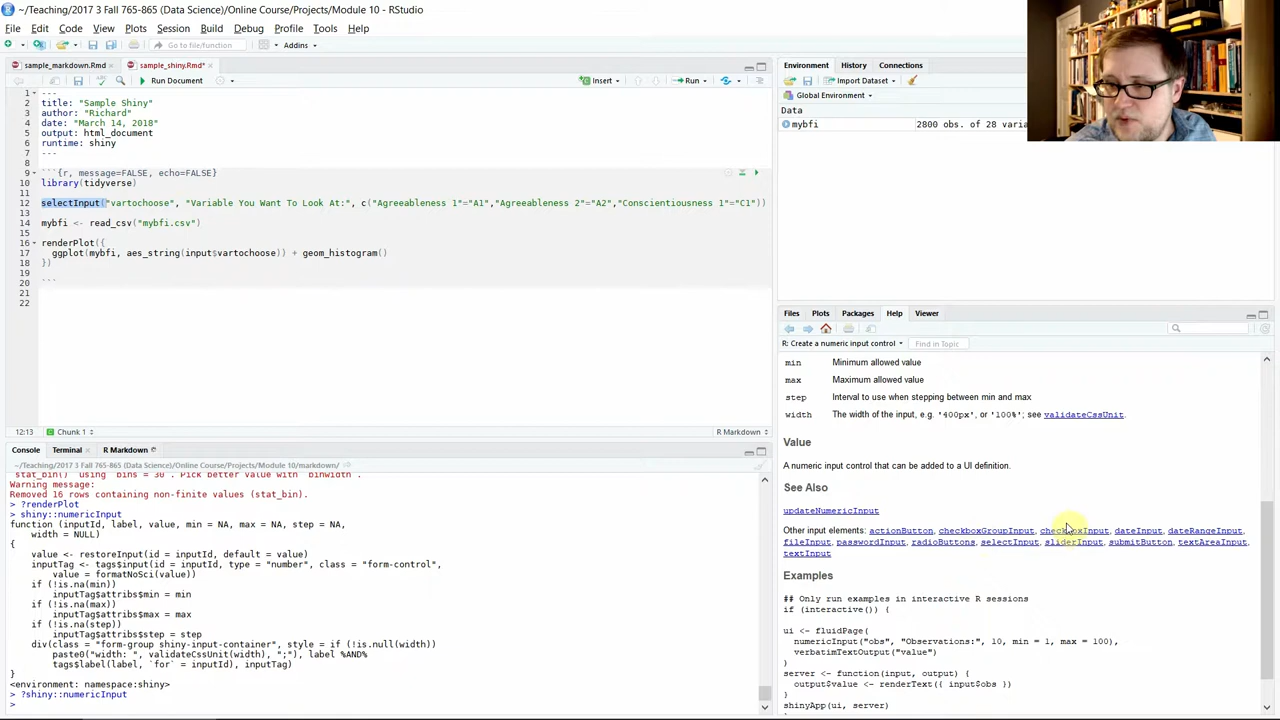 ~/Teaching/2017 3 Fall 765-865 (Data Science)/Online Course/Projects/Module 10 - RStudio
File Edit Code View Plots Session Build Debug Profile Tools Help
Go to file/function Addins
sample_markdown.Rmd sample_shiny.Rmd*
Run Document Insert Run
1 ---
2 title: "Sample Shiny"
3 author: "Richard"
4 date: "March 14, 2018"
5 output: html_document
6 runtime: shiny
7 ---
8
9 ```{r, message=FALSE, echo=FALSE}
10 library(tidyverse)
11
12 selectInput("vartochoose", "Variable You Want To Look At:", c("Agreeableness 1"="A1","Agreeableness 2"="A2","Conscientiousness 1"="C1"))
13
14 mybfi <- read_csv("mybfi.csv")
15
16 renderPlot({
17 ggplot(mybfi, aes_string(input$vartochoose)) + geom_histogram()
18 })
19
20 ```
21
22
12:13 Chunk 1 R Markdown
Console Terminal R Markdown
~/Teaching/2017 3 Fall 765-865 (Data Science)/Online Course/Projects/Module 10/markdown/
`stat_bin()` using `bins = 30`. Pick better value with `binwidth`.
Warning message:
Removed 16 rows containing non-finite values (stat_bin).
> ?renderPlot
> shiny::numericInput
function (inputId, label, value, min = NA, max = NA, step = NA,
width = NULL)
{
value <- restoreInput(id = inputId, default = value)
inputTag <- tags$input(id = inputId, type = "number", class = "form-control",
value = formatNoSci(value))
if (!is.na(min))
inputTag$attribs$min = min
if (!is.na(max))
inputTag$attribs$max = max
if (!is.na(step))
inputTag$attribs$step = step
div(class = "form-group shiny-input-container", style = if (!is.null(width))
paste0("width: ", validateCssUnit(width), ";"), label %AND%
tags$label(label, `for` = inputId), inputTag)
}
<environment: namespace:shiny>
> ?shiny::numericInput
>
Environment History Connections
Import Dataset
Global Environment
Data
mybfi 2800 obs. of 28 varia
Files Plots Packages Help Viewer
R: Create a numeric input control Find in Topic
min Minimum allowed value
max Maximum allowed value
step Interval to use when stepping between min and max
width The width of the input, e.g. '400px', or '100%'; see validateCssUnit.
Value
A numeric input control that can be added to a UI definition.
See Also
updateNumericInput
Other input elements: actionButton, checkboxGroupInput, checkboxInput, dateInput, dateRangeInput,
fileInput, passwordInput, radioButtons, selectInput, sliderInput, submitButton, textAreaInput,
textInput
Examples
## Only run examples in interactive R sessions
if (interactive()) {
ui <- fluidPage(
numericInput("obs", "Observations:", 10, min = 1, max = 100),
verbatimTextOutput("value")
)
server <- function(input, output) {
output$value <- renderText({ input$obs })
}
shinyApp(ui, server)